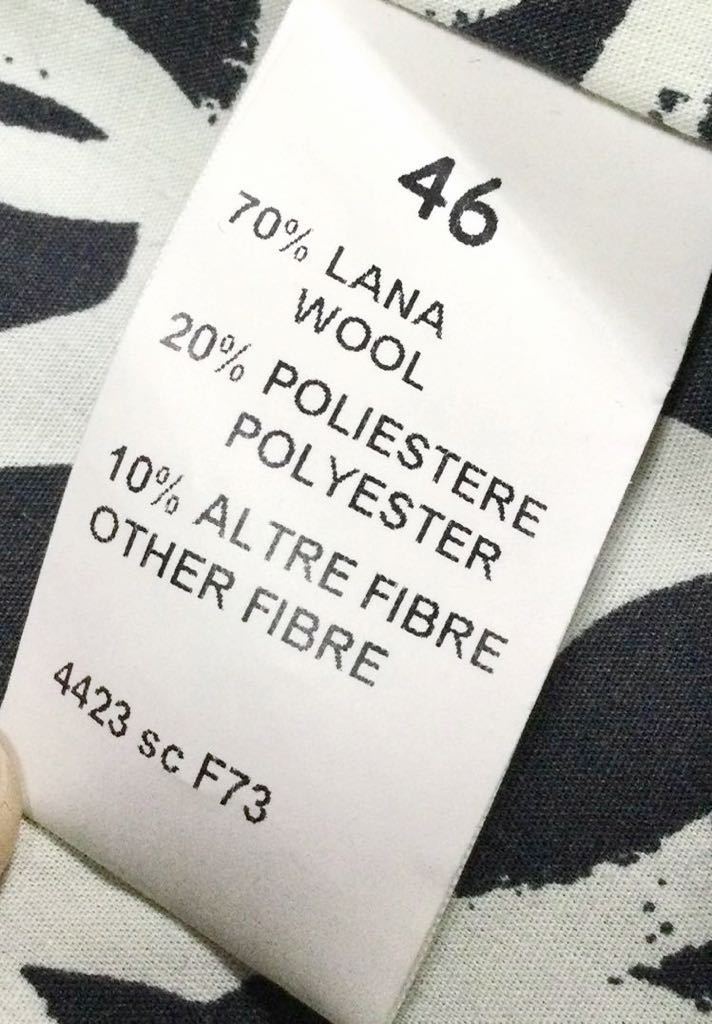 46
70% LANA
WOOL
20% POLIESTERE
POLYESTER
10% ALTRE FIBRE
OTHER FIBRE
4423 sc F73